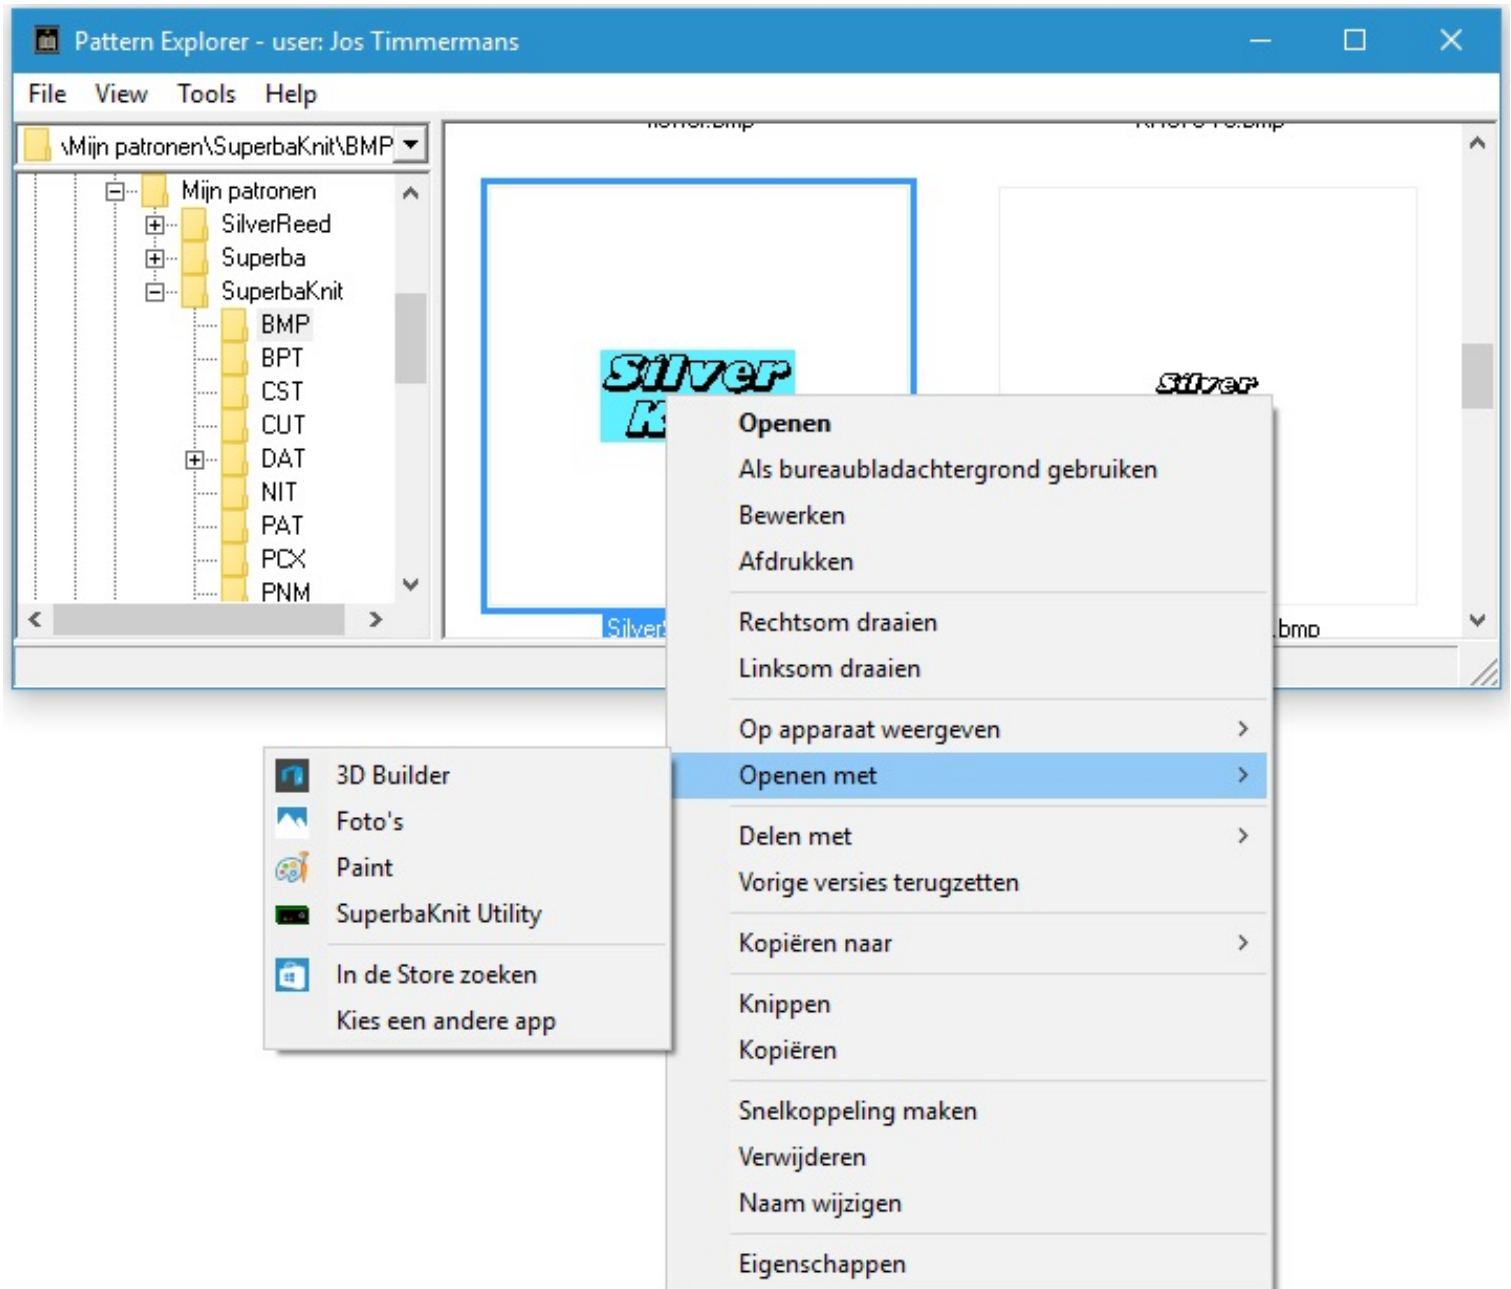 Pattern Explorer - user: Jos Timmermans
File View Tools Help
\Mijn patronen\SuperbaKnit\BMP
Mijn patronen
SilverReed
Superba
SuperbaKnit
BMP
BPT
CST
CUT
DAT
NIT
PAT
PCX
PNM
Silver
Silver
.bmp
Openen
Als bureaubladachtergrond gebruiken
Bewerken
Afdrukken
Rechtsom draaien
Linksom draaien
Op apparaat weergeven
Openen met
Delen met
Vorige versies terugzetten
Kopiëren naar
Knippen
Kopiëren
Snelkoppeling maken
Verwijderen
Naam wijzigen
Eigenschappen
3D Builder
Foto's
Paint
SuperbaKnit Utility
In de Store zoeken
Kies een andere app